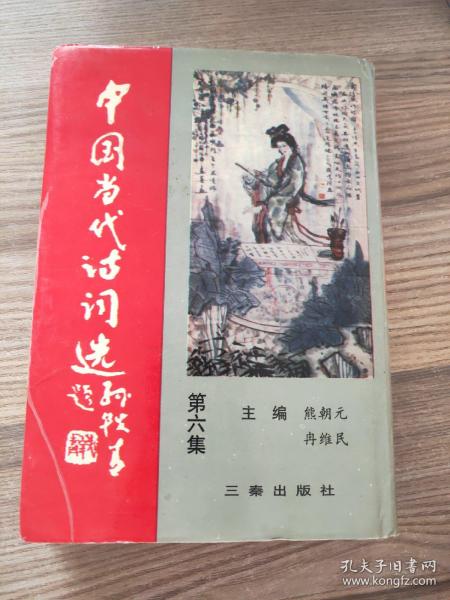 中国当代诗词选
孙轶青
题
第六集
主编 熊朝元
冉维民
三秦出版社
孔夫子旧书网
www.kongfz.com